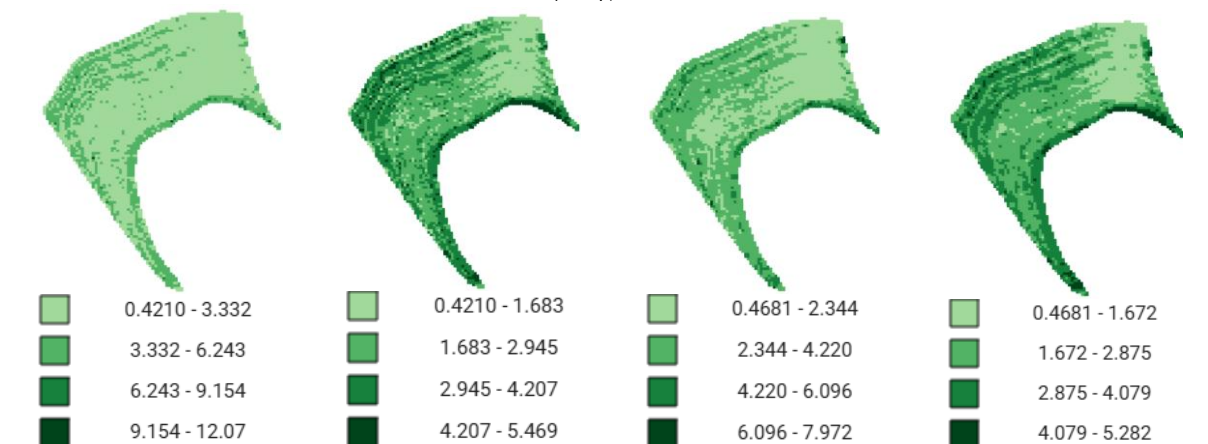 0.4210 - 3.332
3.332 - 6.243
6.243 - 9.154
9.154 - 12.07
0.4210 - 1.683
1.683 - 2.945
2.945 - 4.207
4.207 - 5.469
0.4681 - 2.344
2.344 - 4.220
4.220 - 6.096
6.096 - 7.972
0.4681 - 1.672
1.672 - 2.875
2.875 - 4.079
4.079 - 5.282